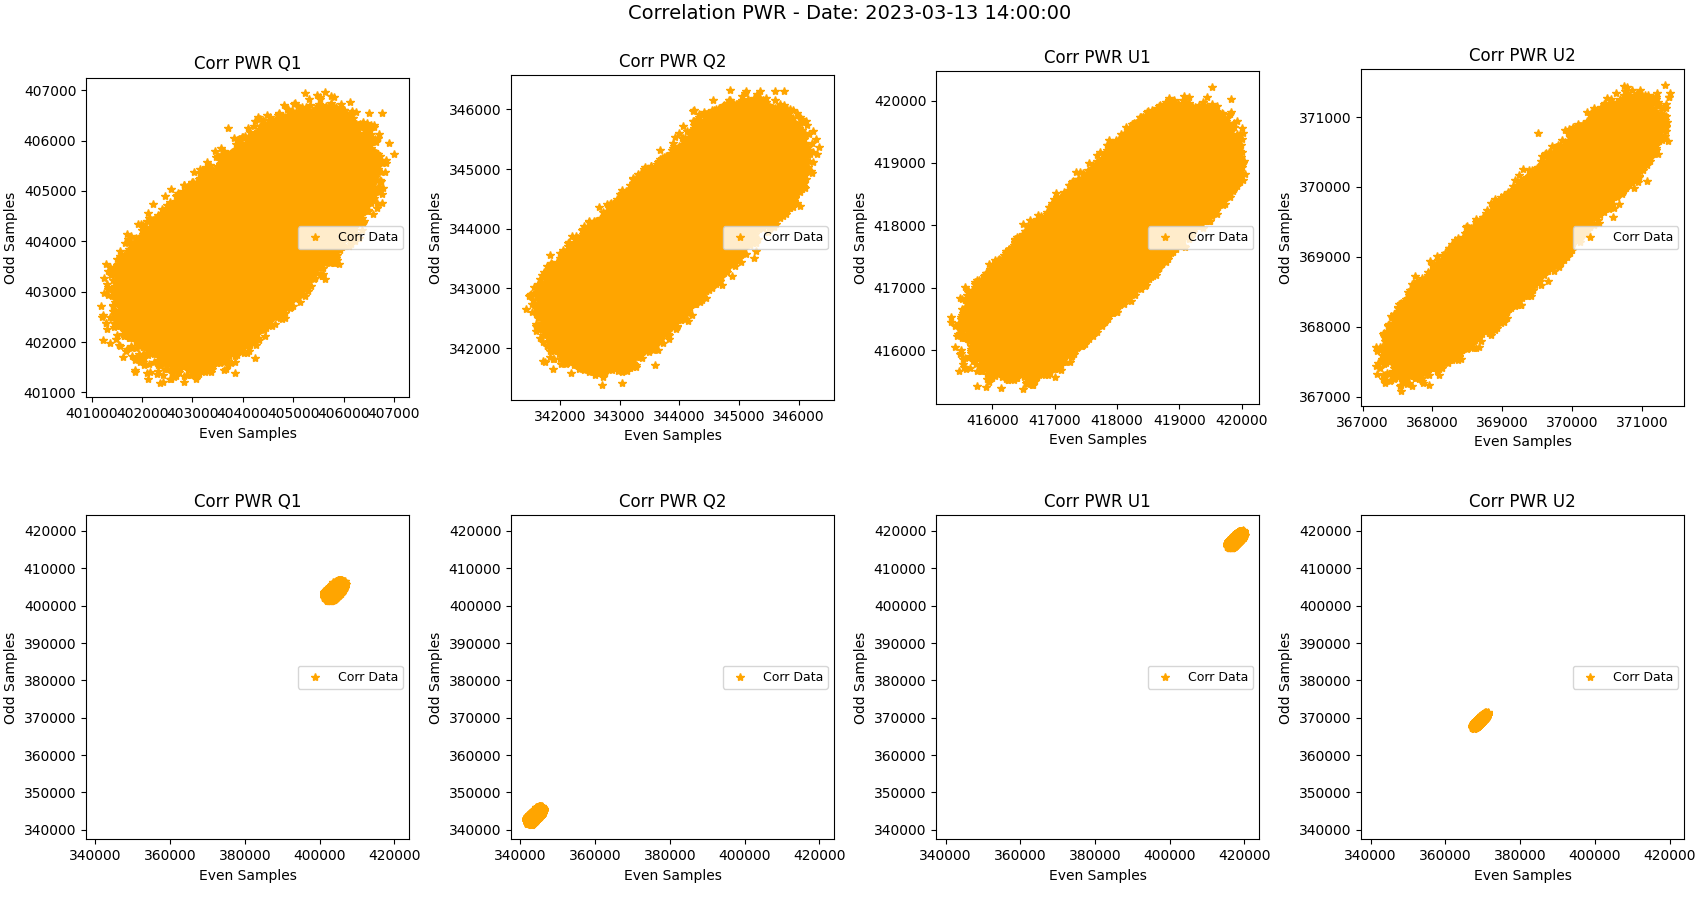 Correlation PWR - Date: 2023-03-13 14:00:00
Corr PWR Q1
407000
406000
405000
404000
403000
402000
401000
Odd Samples
Corr Data
401000 402000 403000 404000 405000 406000 407000
Even Samples
Corr PWR Q2
346000
345000
344000
343000
342000
Odd Samples
Corr Data
342000 343000 344000 345000 346000
Even Samples
Corr PWR U1
420000
419000
418000
417000
416000
Odd Samples
Corr Data
416000 417000 418000 419000 420000
Even Samples
Corr PWR U2
371000
370000
369000
368000
367000
Odd Samples
Corr Data
367000 368000 369000 370000 371000
Even Samples
Corr PWR Q1
420000
410000
400000
390000
380000
370000
360000
350000
340000
Odd Samples
Corr Data
340000 360000 380000 400000 420000
Even Samples
Corr PWR Q2
420000
410000
400000
390000
380000
370000
360000
350000
340000
Odd Samples
Corr Data
340000 360000 380000 400000 420000
Even Samples
Corr PWR U1
420000
410000
400000
390000
380000
370000
360000
350000
340000
Odd Samples
Corr Data
340000 360000 380000 400000 420000
Even Samples
Corr PWR U2
420000
410000
400000
390000
380000
370000
360000
350000
340000
Odd Samples
Corr Data
340000 360000 380000 400000 420000
Even Samples